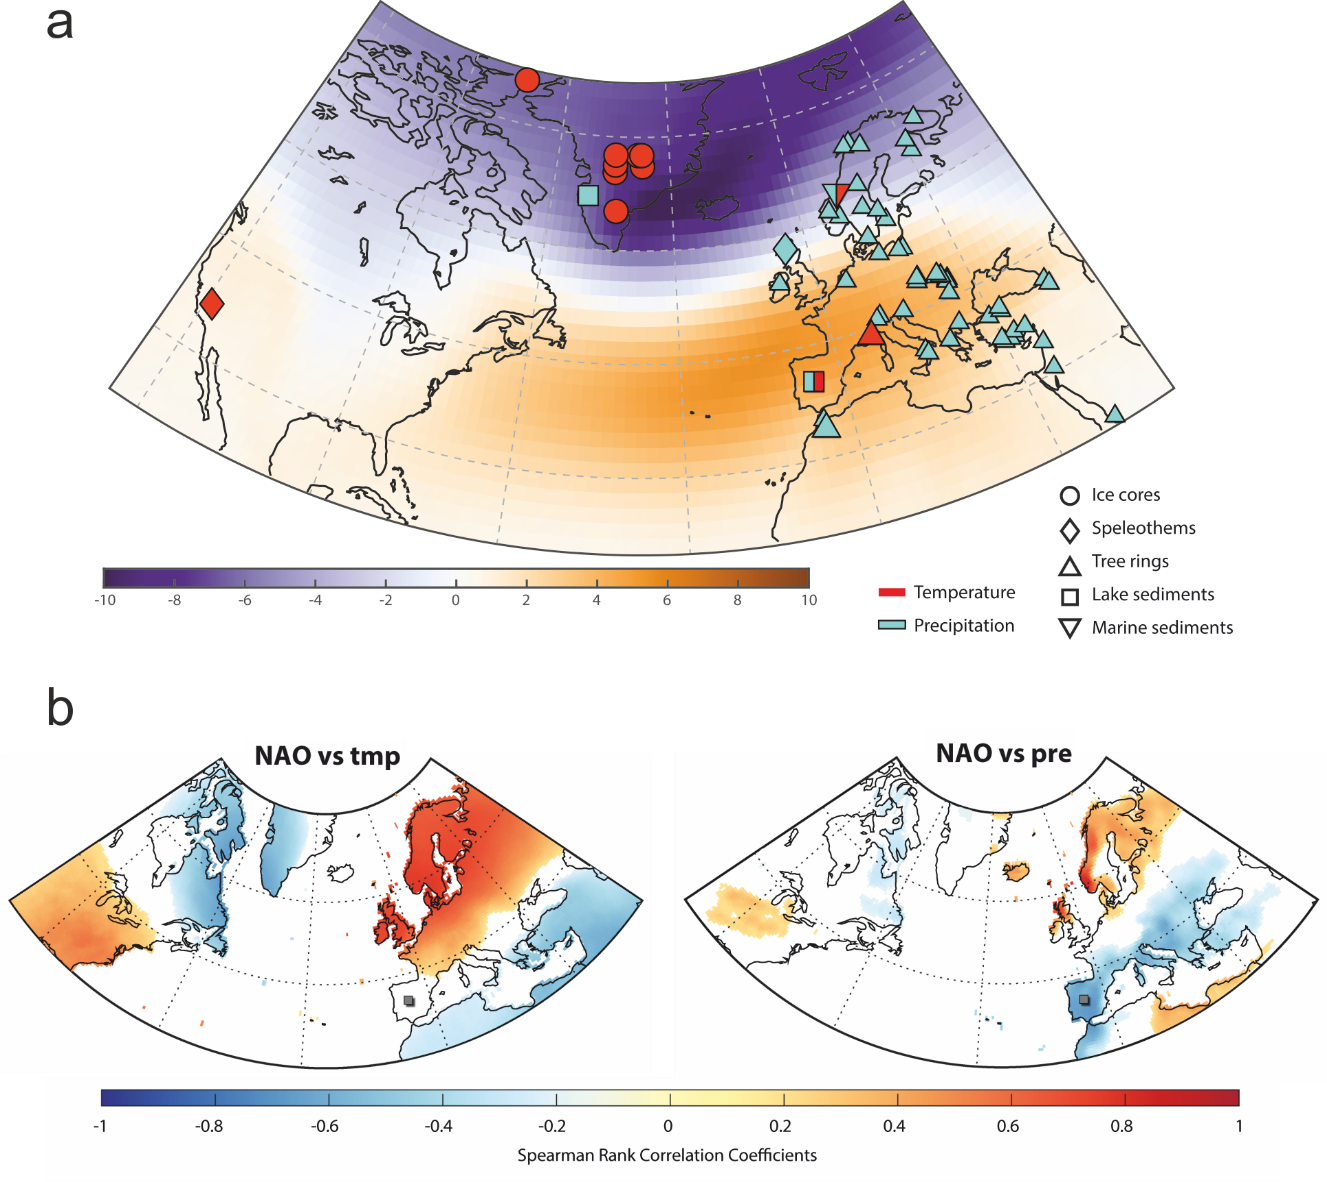 a
Ice cores
Speleothems
Tree rings
Lake sediments
Marine sediments
Temperature
Precipitation
-10 -8 -6 -4 -2 0 2 4 6 8 10
b
NAO vs tmp
NAO vs pre
-1 -0.8 -0.6 -0.4 -0.2 0 0.2 0.4 0.6 0.8 1
Spearman Rank Correlation Coefficients